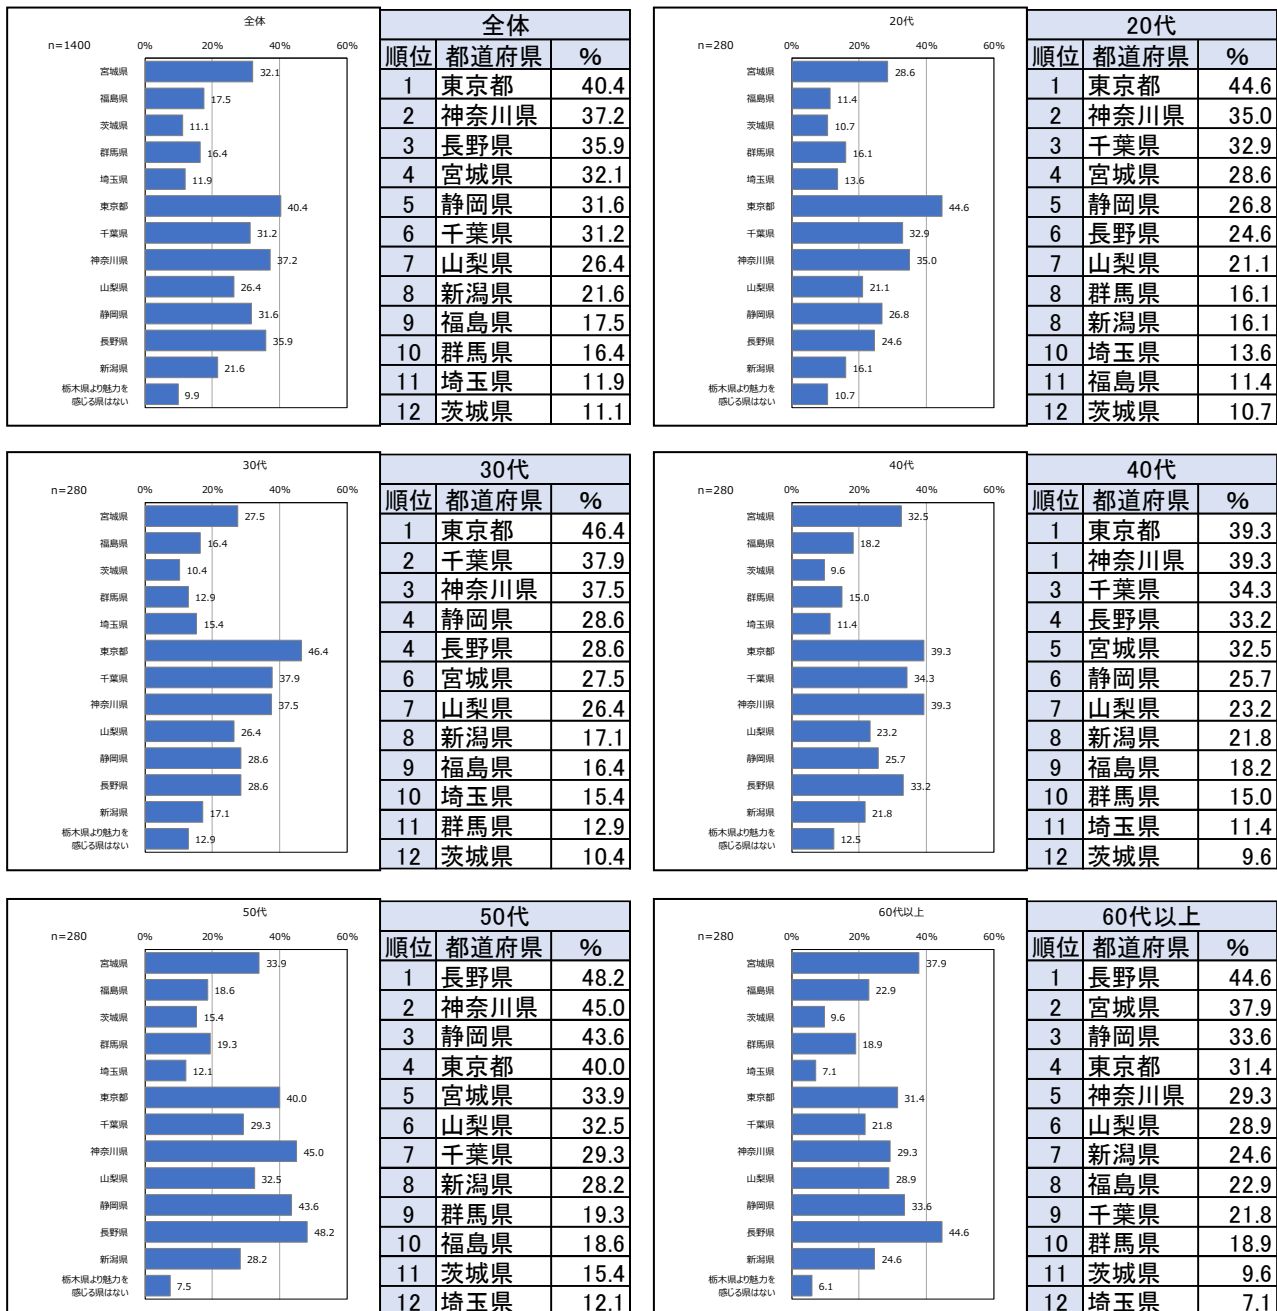 全体
n=1400
0% 20% 40% 60%
宮城県 32.1
福島県 17.5
茨城県 11.1
群馬県 16.4
埼玉県 11.9
東京都 40.4
千葉県 31.2
神奈川県 37.2
山梨県 26.4
静岡県 31.6
長野県 35.9
新潟県 21.6
栃木県より魅力を
感じる県はない 9.9
全体
順位 都道府県 %
1 東京都 40.4
2 神奈川県 37.2
3 長野県 35.9
4 宮城県 32.1
5 静岡県 31.6
6 千葉県 31.2
7 山梨県 26.4
8 新潟県 21.6
9 福島県 17.5
10 群馬県 16.4
11 埼玉県 11.9
12 茨城県 11.1
20代
n=280
0% 20% 40% 60%
宮城県 28.6
福島県 11.4
茨城県 10.7
群馬県 16.1
埼玉県 13.6
東京都 44.6
千葉県 32.9
神奈川県 35.0
山梨県 21.1
静岡県 26.8
長野県 24.6
新潟県 16.1
栃木県より魅力を
感じる県はない 10.7
20代
順位 都道府県 %
1 東京都 44.6
2 神奈川県 35.0
3 千葉県 32.9
4 宮城県 28.6
5 静岡県 26.8
6 長野県 24.6
7 山梨県 21.1
8 群馬県 16.1
8 新潟県 16.1
10 埼玉県 13.6
11 福島県 11.4
12 茨城県 10.7
30代
n=280
0% 20% 40% 60%
宮城県 27.5
福島県 16.4
茨城県 10.4
群馬県 12.9
埼玉県 15.4
東京都 46.4
千葉県 37.9
神奈川県 37.5
山梨県 26.4
静岡県 28.6
長野県 28.6
新潟県 17.1
栃木県より魅力を
感じる県はない 12.9
30代
順位 都道府県 %
1 東京都 46.4
2 千葉県 37.9
3 神奈川県 37.5
4 静岡県 28.6
4 長野県 28.6
6 宮城県 27.5
7 山梨県 26.4
8 新潟県 17.1
9 福島県 16.4
10 埼玉県 15.4
11 群馬県 12.9
12 茨城県 10.4
40代
n=280
0% 20% 40% 60%
宮城県 32.5
福島県 18.2
茨城県 9.6
群馬県 15.0
埼玉県 11.4
東京都 39.3
千葉県 34.3
神奈川県 39.3
山梨県 23.2
静岡県 25.7
長野県 33.2
新潟県 21.8
栃木県より魅力を
感じる県はない 12.5
40代
順位 都道府県 %
1 東京都 39.3
1 神奈川県 39.3
3 千葉県 34.3
4 長野県 33.2
5 宮城県 32.5
6 静岡県 25.7
7 山梨県 23.2
8 新潟県 21.8
9 福島県 18.2
10 群馬県 15.0
11 埼玉県 11.4
12 茨城県 9.6
50代
n=280
0% 20% 40% 60%
宮城県 33.9
福島県 18.6
茨城県 15.4
群馬県 19.3
埼玉県 12.1
東京都 40.0
千葉県 29.3
神奈川県 45.0
山梨県 32.5
静岡県 43.6
長野県 48.2
新潟県 28.2
栃木県より魅力を
感じる県はない 7.5
50代
順位 都道府県 %
1 長野県 48.2
2 神奈川県 45.0
3 静岡県 43.6
4 東京都 40.0
5 宮城県 33.9
6 山梨県 32.5
7 千葉県 29.3
8 新潟県 28.2
9 群馬県 19.3
10 福島県 18.6
11 茨城県 15.4
12 埼玉県 12.1
60代以上
n=280
0% 20% 40% 60%
宮城県 37.9
福島県 22.9
茨城県 9.6
群馬県 18.9
埼玉県 7.1
東京都 31.4
千葉県 21.8
神奈川県 29.3
山梨県 28.9
静岡県 33.6
長野県 44.6
新潟県 24.6
栃木県より魅力を
感じる県はない 6.1
60代以上
順位 都道府県 %
1 長野県 44.6
2 宮城県 37.9
3 静岡県 33.6
4 東京都 31.4
5 神奈川県 29.3
6 山梨県 28.9
7 新潟県 24.6
8 福島県 22.9
9 千葉県 21.8
10 群馬県 18.9
11 茨城県 9.6
12 埼玉県 7.1